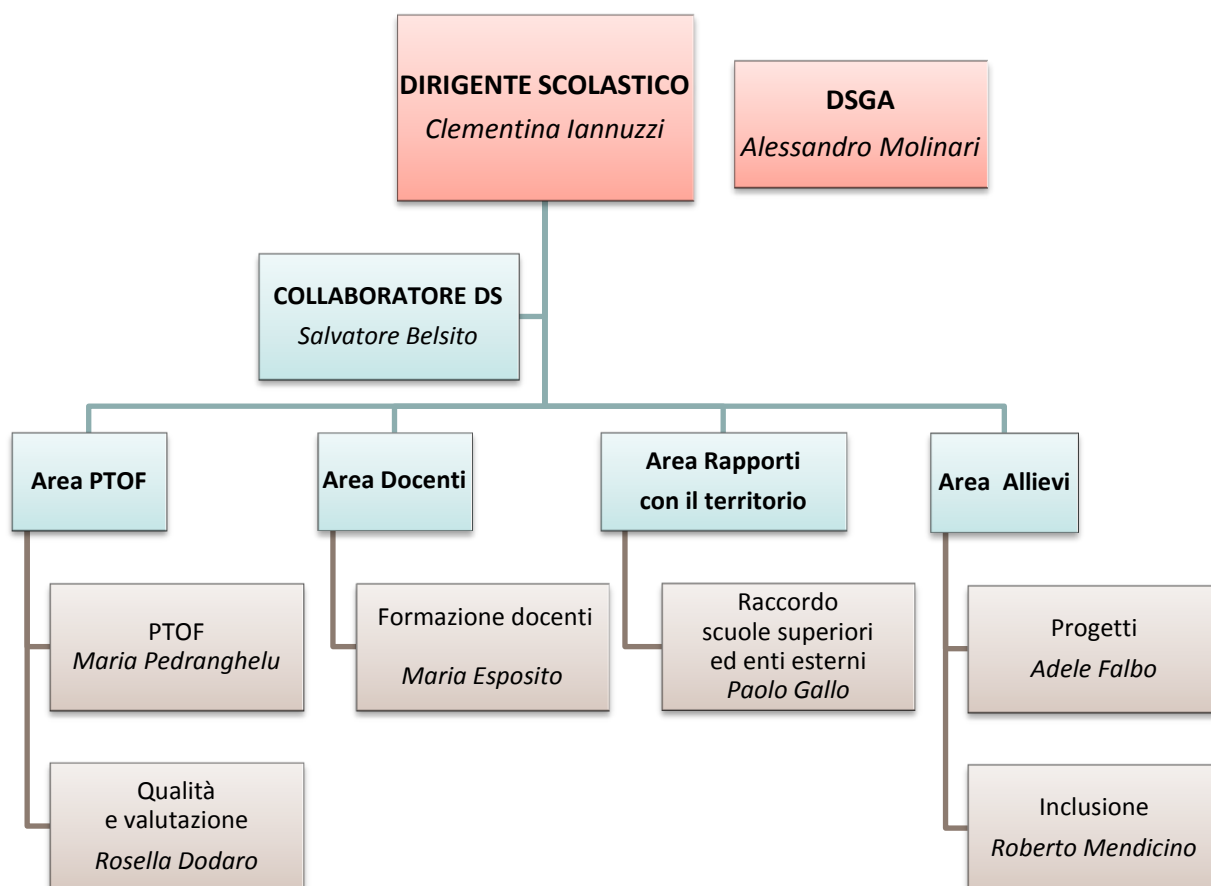 DIRIGENTE SCOLASTICO
Clementina Iannuzzi
DSGA
Alessandro Molinari
COLLABORATORE DS
Salvatore Belsito
Area PTOF
Area Docenti
Area Rapporti
con il territorio
Area Allievi
PTOF
Maria Pedranghelu
Formazione docenti
Maria Esposito
Raccordo
scuole superiori
ed enti esterni
Paolo Gallo
Progetti
Adele Falbo
Qualità
e valutazione
Rosella Dodaro
Inclusione
Roberto Mendicino